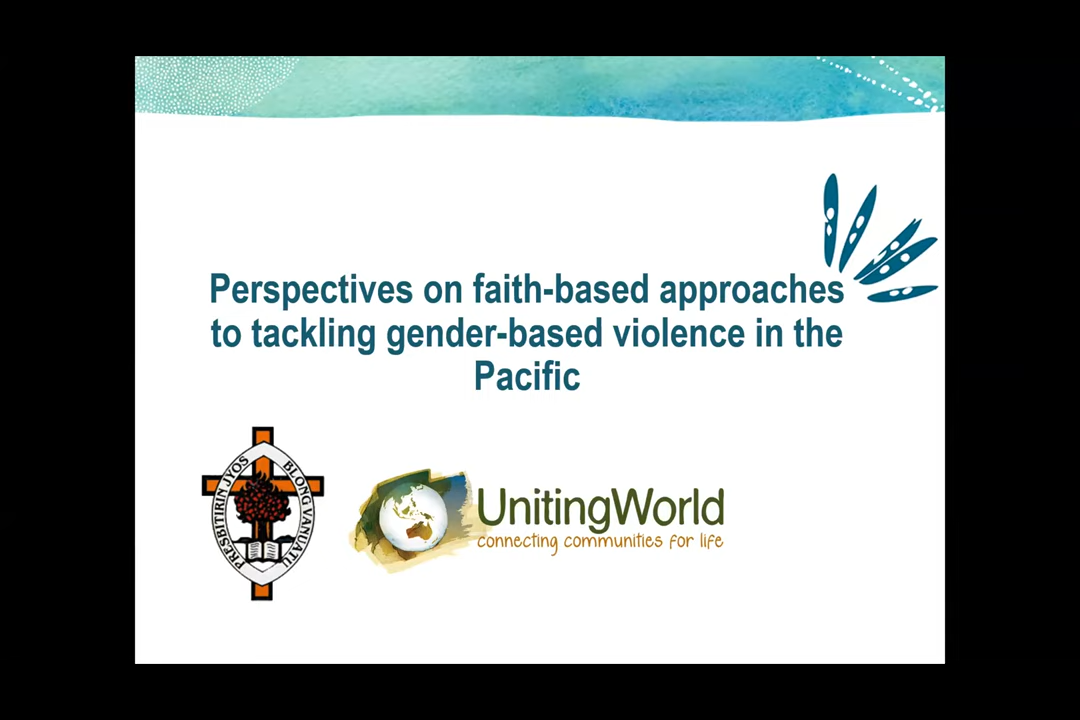 Perspectives on faith-based approaches
to tackling gender-based violence in the
Pacific
PRESBITIRIN JYOS
BLONG VANUATU
UnitingWorld
connecting communities for life